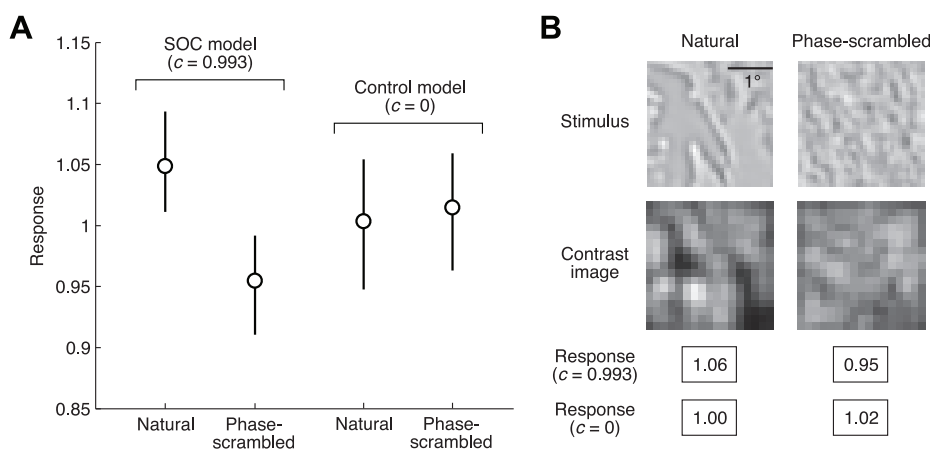 A
1.15
1.1
1.05
1
0.95
0.9
0.85
Response
SOC model
(c = 0.993)
Control model
(c = 0)
Natural
Phase-
scrambled
Natural
Phase-
scrambled
B
Natural Phase-scrambled
Stimulus
1°
Contrast
image
Response
(c = 0.993)
1.06 0.95
Response
(c = 0)
1.00 1.02